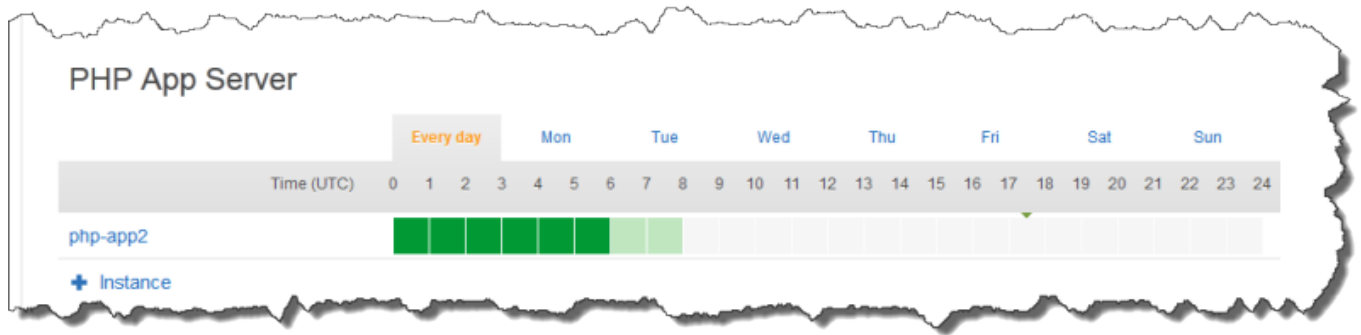 PHP App Server
Every day Mon Tue Wed Thu Fri Sat Sun
Time (UTC) 0 1 2 3 4 5 6 7 8 9 10 11 12 13 14 15 16 17 18 19 20 21 22 23 24
php-app2
+ Instance